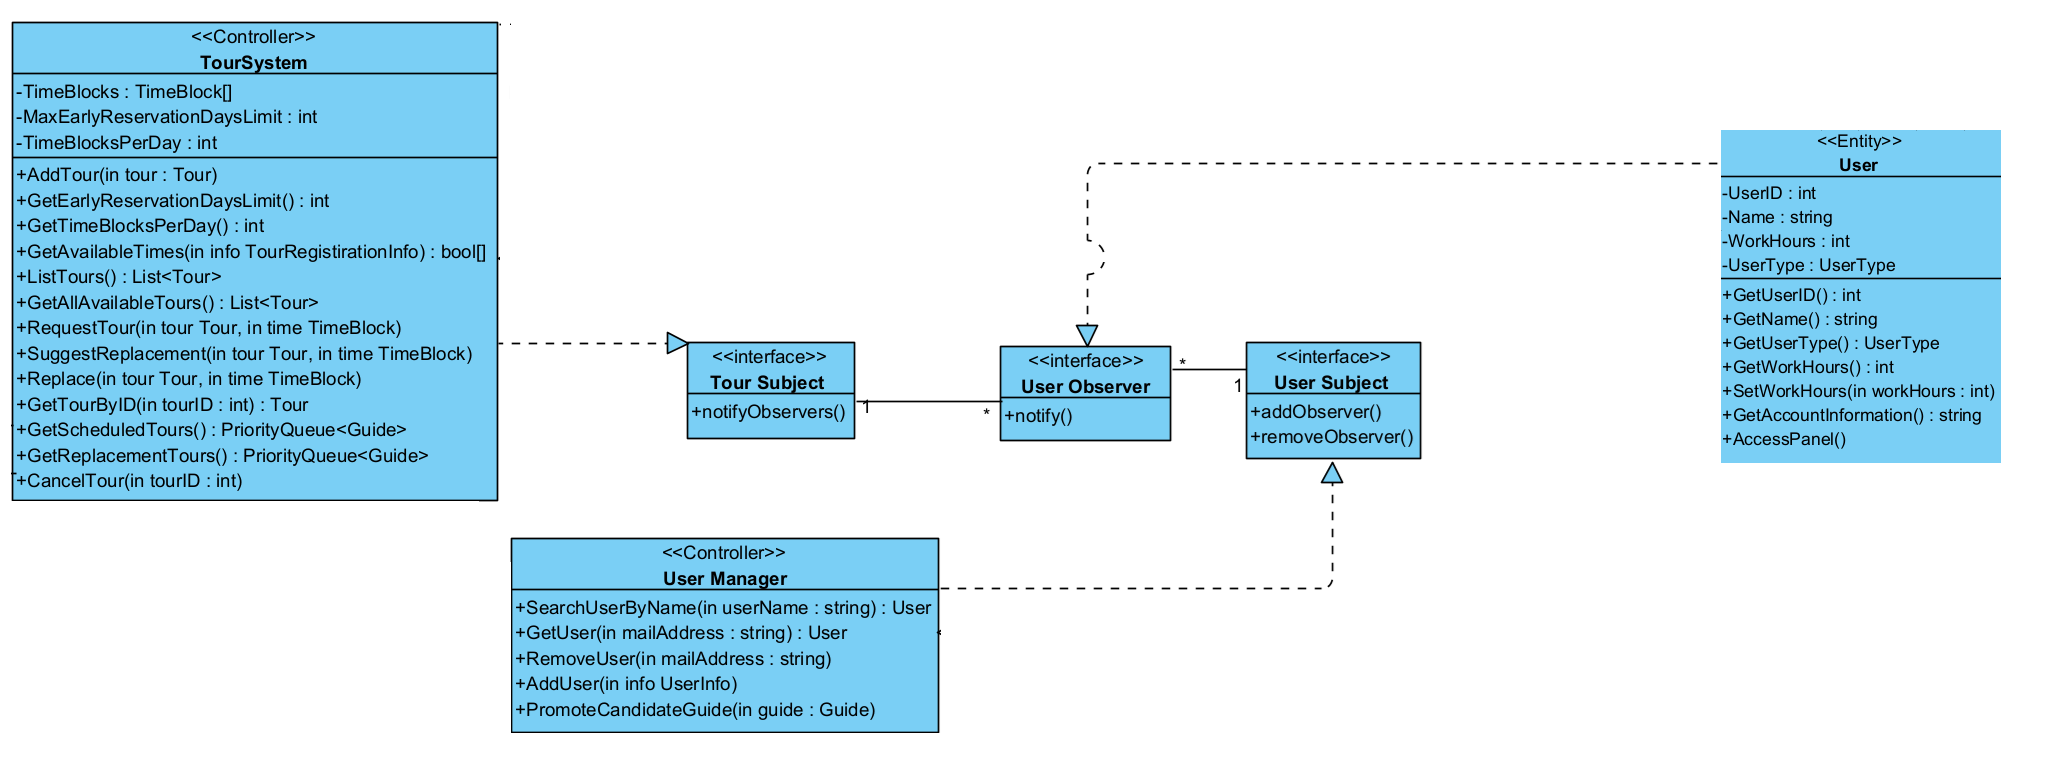 <<Controller>>
TourSystem
-TimeBlocks : TimeBlock[]
-MaxEarlyReservationDaysLimit : int
-TimeBlocksPerDay : int
+AddTour(in tour : Tour)
+GetEarlyReservationDaysLimit() : int
+GetTimeBlocksPerDay() : int
+GetAvailableTimes(in info TourRegistirationInfo) : bool[]
+ListTours() : List<Tour>
+GetAllAvailableTours() : List<Tour>
+RequestTour(in tour Tour, in time TimeBlock)
+SuggestReplacement(in tour Tour, in time TimeBlock)
+Replace(in tour Tour, in time TimeBlock)
+GetTourByID(in tourID : int) : Tour
+GetScheduledTours() : PriorityQueue<Guide>
+GetReplacementTours() : PriorityQueue<Guide>
+CancelTour(in tourID : int)
<<interface>>
Tour Subject
+notifyObservers()
1
*
<<interface>>
User Observer
+notify()
*
1
<<interface>>
User Subject
+addObserver()
+removeObserver()
<<Entity>>
User
-UserID : int
-Name : string
-WorkHours : int
-UserType : UserType
+GetUserID() : int
+GetName() : string
+GetUserType() : UserType
+GetWorkHours() : int
+SetWorkHours(in workHours : int)
+GetAccountInformation() : string
+AccessPanel()
<<Controller>>
User Manager
+SearchUserByName(in userName : string) : User
+GetUser(in mailAddress : string) : User
+RemoveUser(in mailAddress : string)
+AddUser(in info UserInfo)
+PromoteCandidateGuide(in guide : Guide)